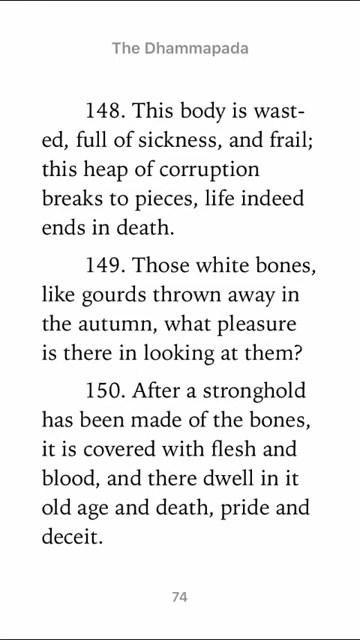 The Dhammapada
148. This body is wast-
ed, full of sickness, and frail;
this heap of corruption
breaks to pieces, life indeed
ends in death.
149. Those white bones,
like gourds thrown away in
the autumn, what pleasure
is there in looking at them?
150. After a stronghold
has been made of the bones,
it is covered with flesh and
blood, and there dwell in it
old age and death, pride and
deceit.
74